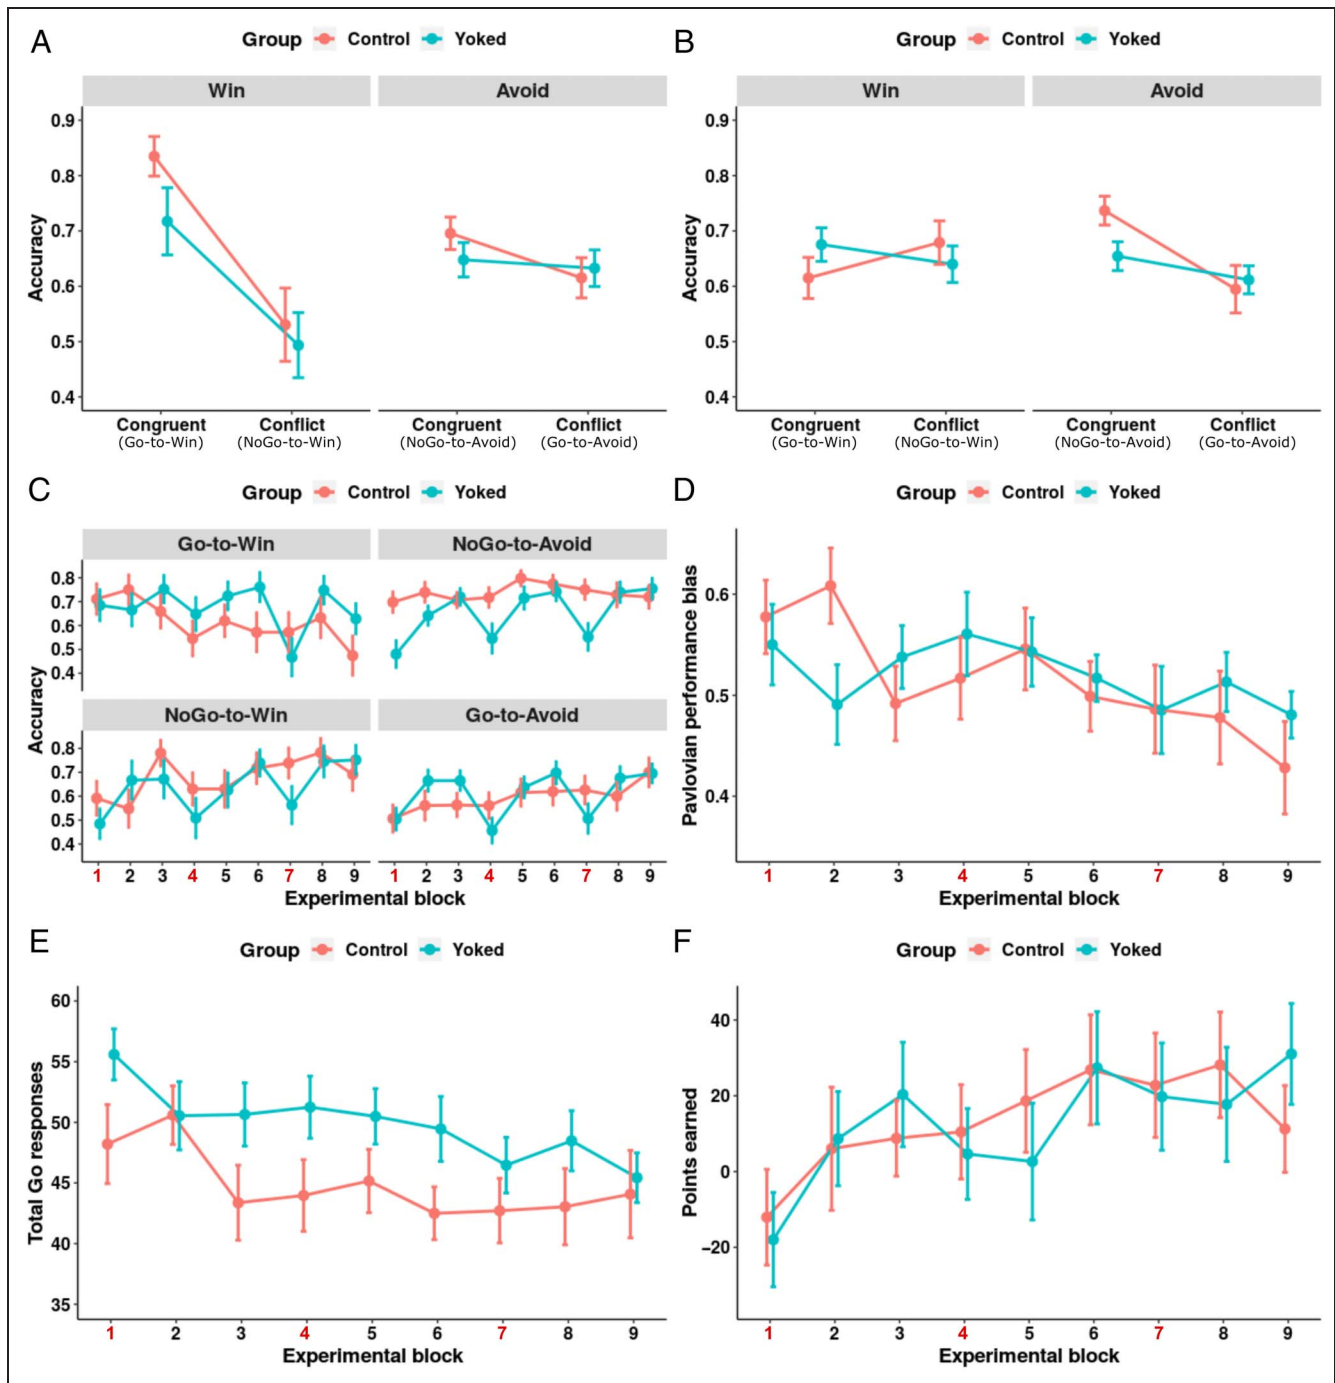 A
Group Control Yoked
B
Group Control Yoked
Win Avoid
Win Avoid
0.9
0.8
0.7
0.6
0.5
0.4
Accuracy
0.9
0.8
0.7
0.6
0.5
0.4
Accuracy
Congruent Conflict Congruent Conflict
(Go-to-Win) (NoGo-to-Win) (NoGo-to-Avoid) (Go-to-Avoid)
Congruent Conflict Congruent Conflict
(Go-to-Win) (NoGo-to-Win) (NoGo-to-Avoid) (Go-to-Avoid)
C
Group Control Yoked
Go-to-Win NoGo-to-Avoid
0.8
0.7
0.6
0.5
0.4
Accuracy
NoGo-to-Win Go-to-Avoid
0.8
0.7
0.6
0.5
0.4
1 2 3 4 5 6 7 8 9 1 2 3 4 5 6 7 8 9
Experimental block
D
Group Control Yoked
0.6
0.5
0.4
Pavlovian performance bias
1 2 3 4 5 6 7 8 9
Experimental block
E
Group Control Yoked
60
55
50
45
40
35
Total Go responses
1 2 3 4 5 6 7 8 9
Experimental block
F
Group Control Yoked
40
20
0
−20
Points earned
1 2 3 4 5 6 7 8 9
Experimental block